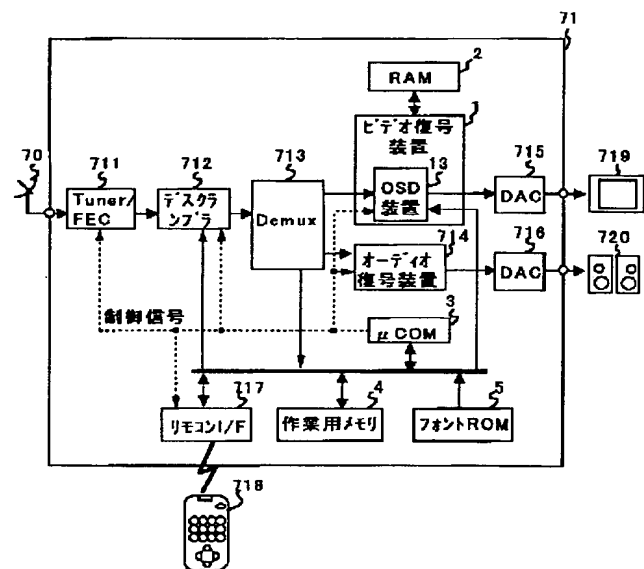 71
2
RAM
1
ビデオ復号
装置
70
711
Tuner/
FEC
712
デスクラ
ンブラ
713
Demux
13
OSD
装置
715
DAC
719
714
オーディオ
復号装置
716
DAC
720
制御信号
3
μCOM
717
リモコンI/F
4
作業用メモリ
5
フォントROM
718